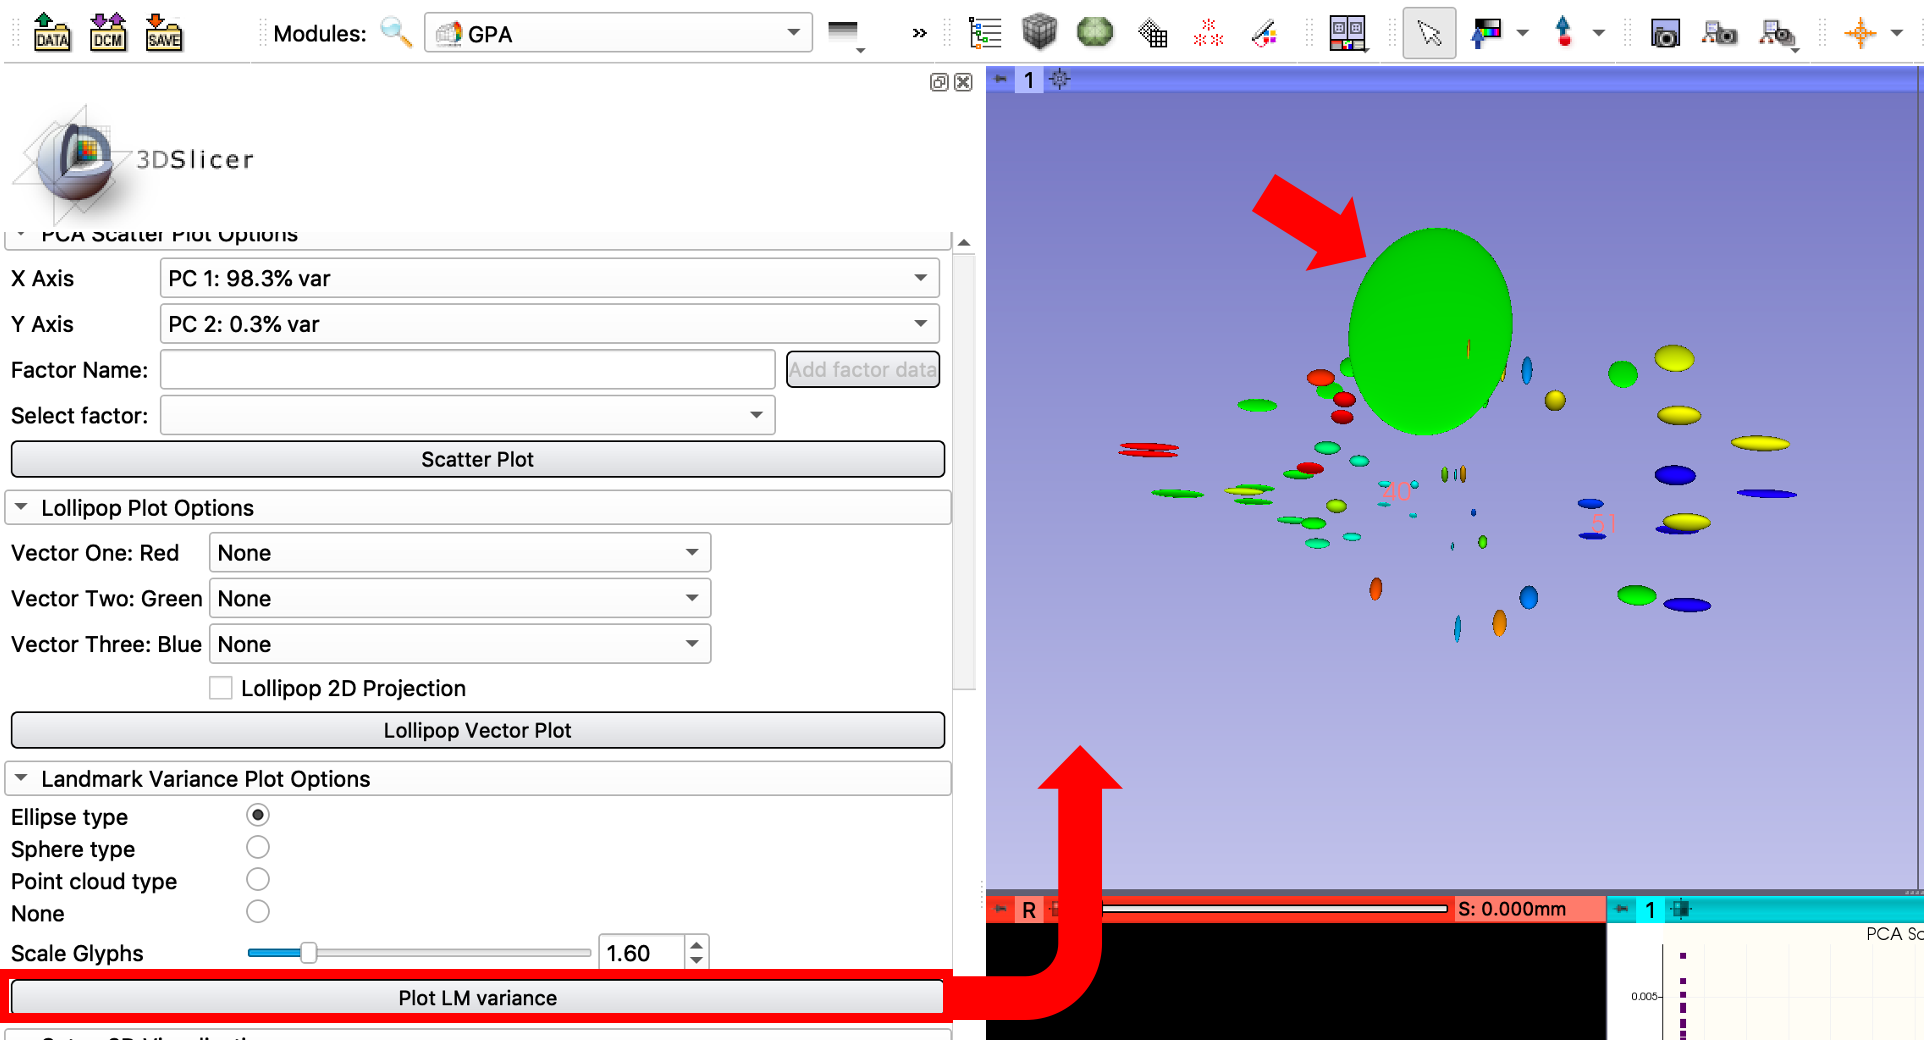 DATA DCM SAVE Modules: GPA »
1
3DSlicer
PCA Scatter Plot Options
X Axis PC 1: 98.3% var
Y Axis PC 2: 0.3% var
Factor Name: Add factor data
Select factor:
Scatter Plot
Lollipop Plot Options
Vector One: Red None
Vector Two: Green None
Vector Three: Blue None
Lollipop 2D Projection
Lollipop Vector Plot
Landmark Variance Plot Options
Ellipse type
Sphere type
Point cloud type
None
Scale Glyphs 1.60
Plot LM variance
40
51
R S: 0.000mm 1
PCA Sc
0.005